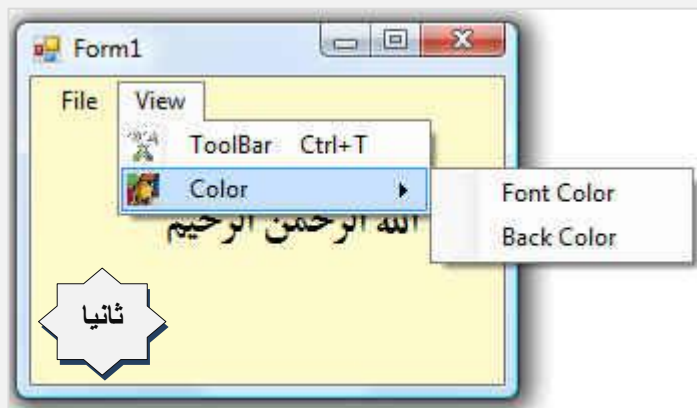 Form1
File View
ToolBar Ctrl+T
Color
Font Color
Back Color
الله الرحمن الرحيم
ثانيا